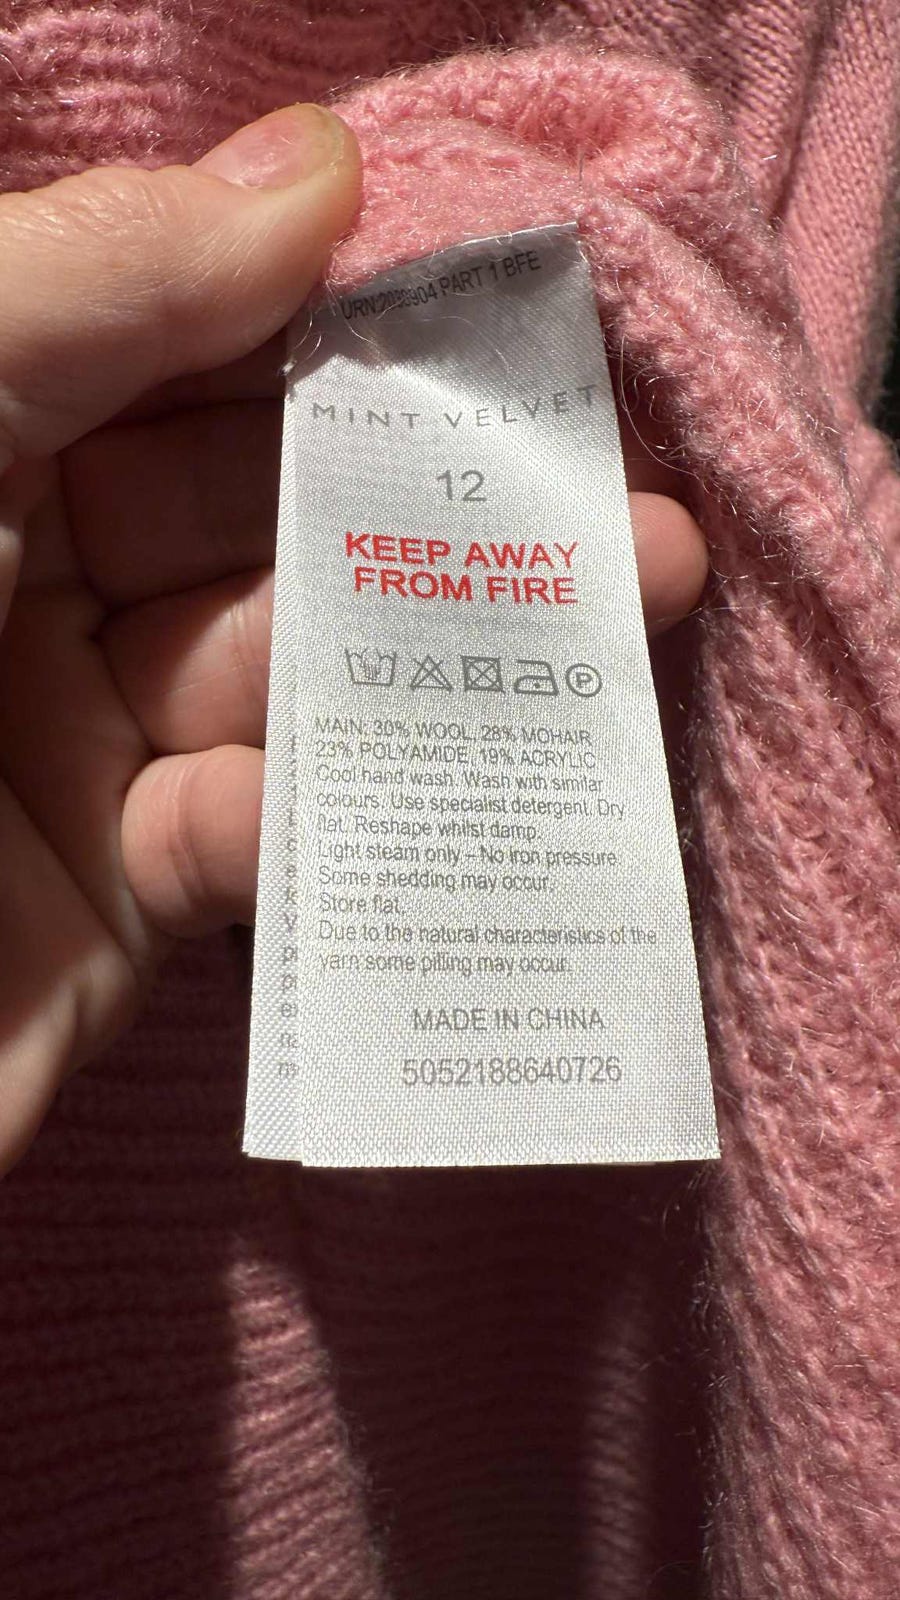 URN:2039904 PART 1 BFE
MINT VELVET
12
KEEP AWAY
FROM FIRE
P
MAIN: 30% WOOL, 28% MOHAIR
23% POLYAMIDE, 19% ACRYLIC
Cool hand wash. Wash with similar
colours. Use specialist detergent. Dry
flat. Reshape whilst damp.
Light steam only – No iron pressure
Some shedding may occur.
Store flat.
Due to the natural characteristics of the
yarn some pilling may occur.
MADE IN CHINA
5052188640726